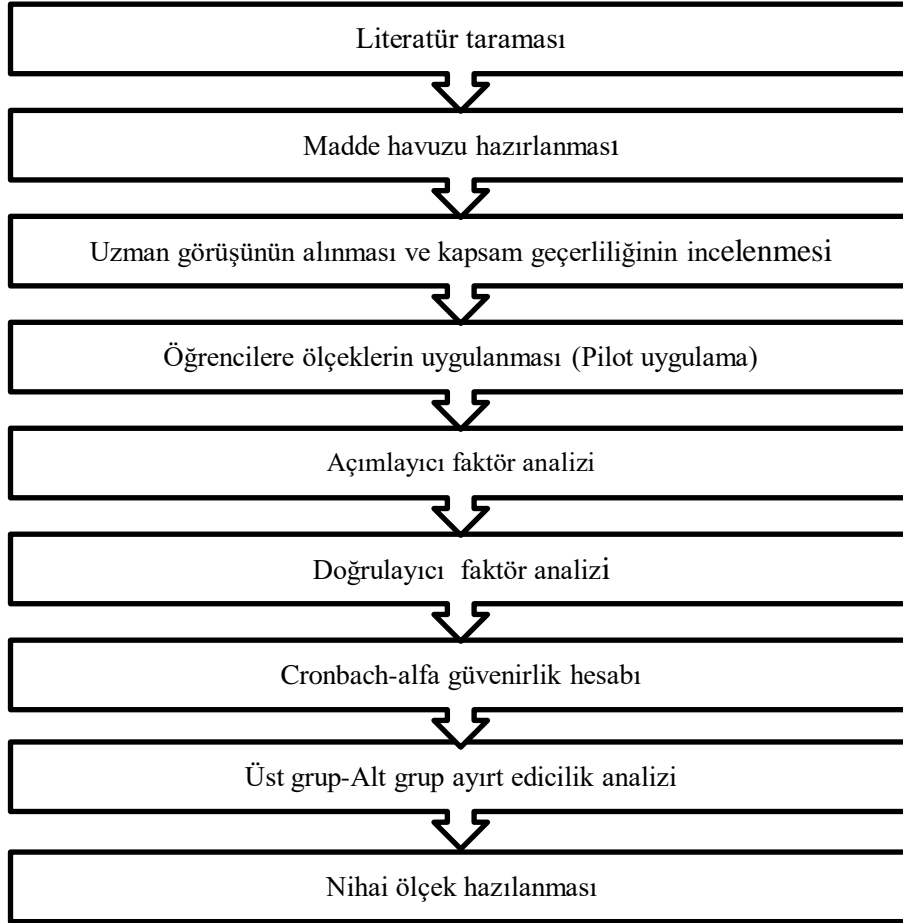 Literatür taraması
Madde havuzu hazırlanması
Uzman görüşünün alınması ve kapsam geçerliliğinin incelenmesi
Öğrencilere ölçeklerin uygulanması (Pilot uygulama)
Açımlayıcı faktör analizi
Doğrulayıcı faktör analizi
Cronbach-alfa güvenirlik hesabı
Üst grup-Alt grup ayırt edicilik analizi
Nihai ölçek hazılanması